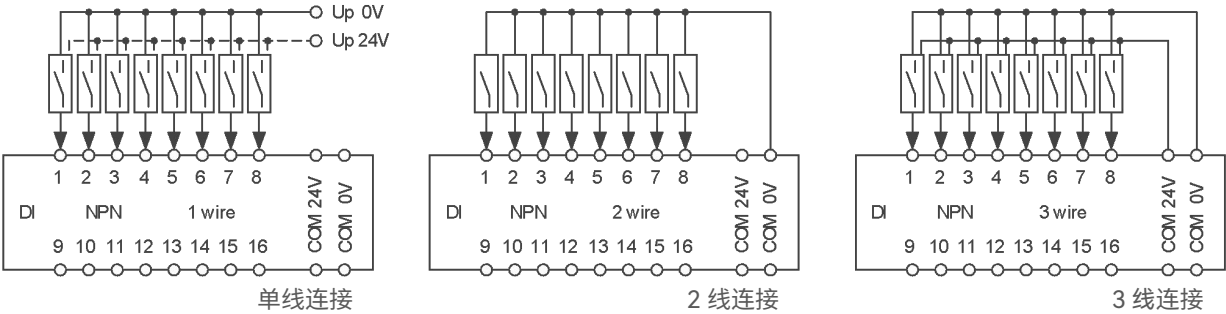 Up 0V
Up 24V
1 2 3 4 5 6 7 8
DI NPN 1 wire
9 10 11 12 13 14 15 16
COM 24V
COM 0V
单线连接
1 2 3 4 5 6 7 8
DI NPN 2 wire
9 10 11 12 13 14 15 16
COM 24V
COM 0V
2 线连接
1 2 3 4 5 6 7 8
DI NPN 3 wire
9 10 11 12 13 14 15 16
COM 24V
COM 0V
3 线连接